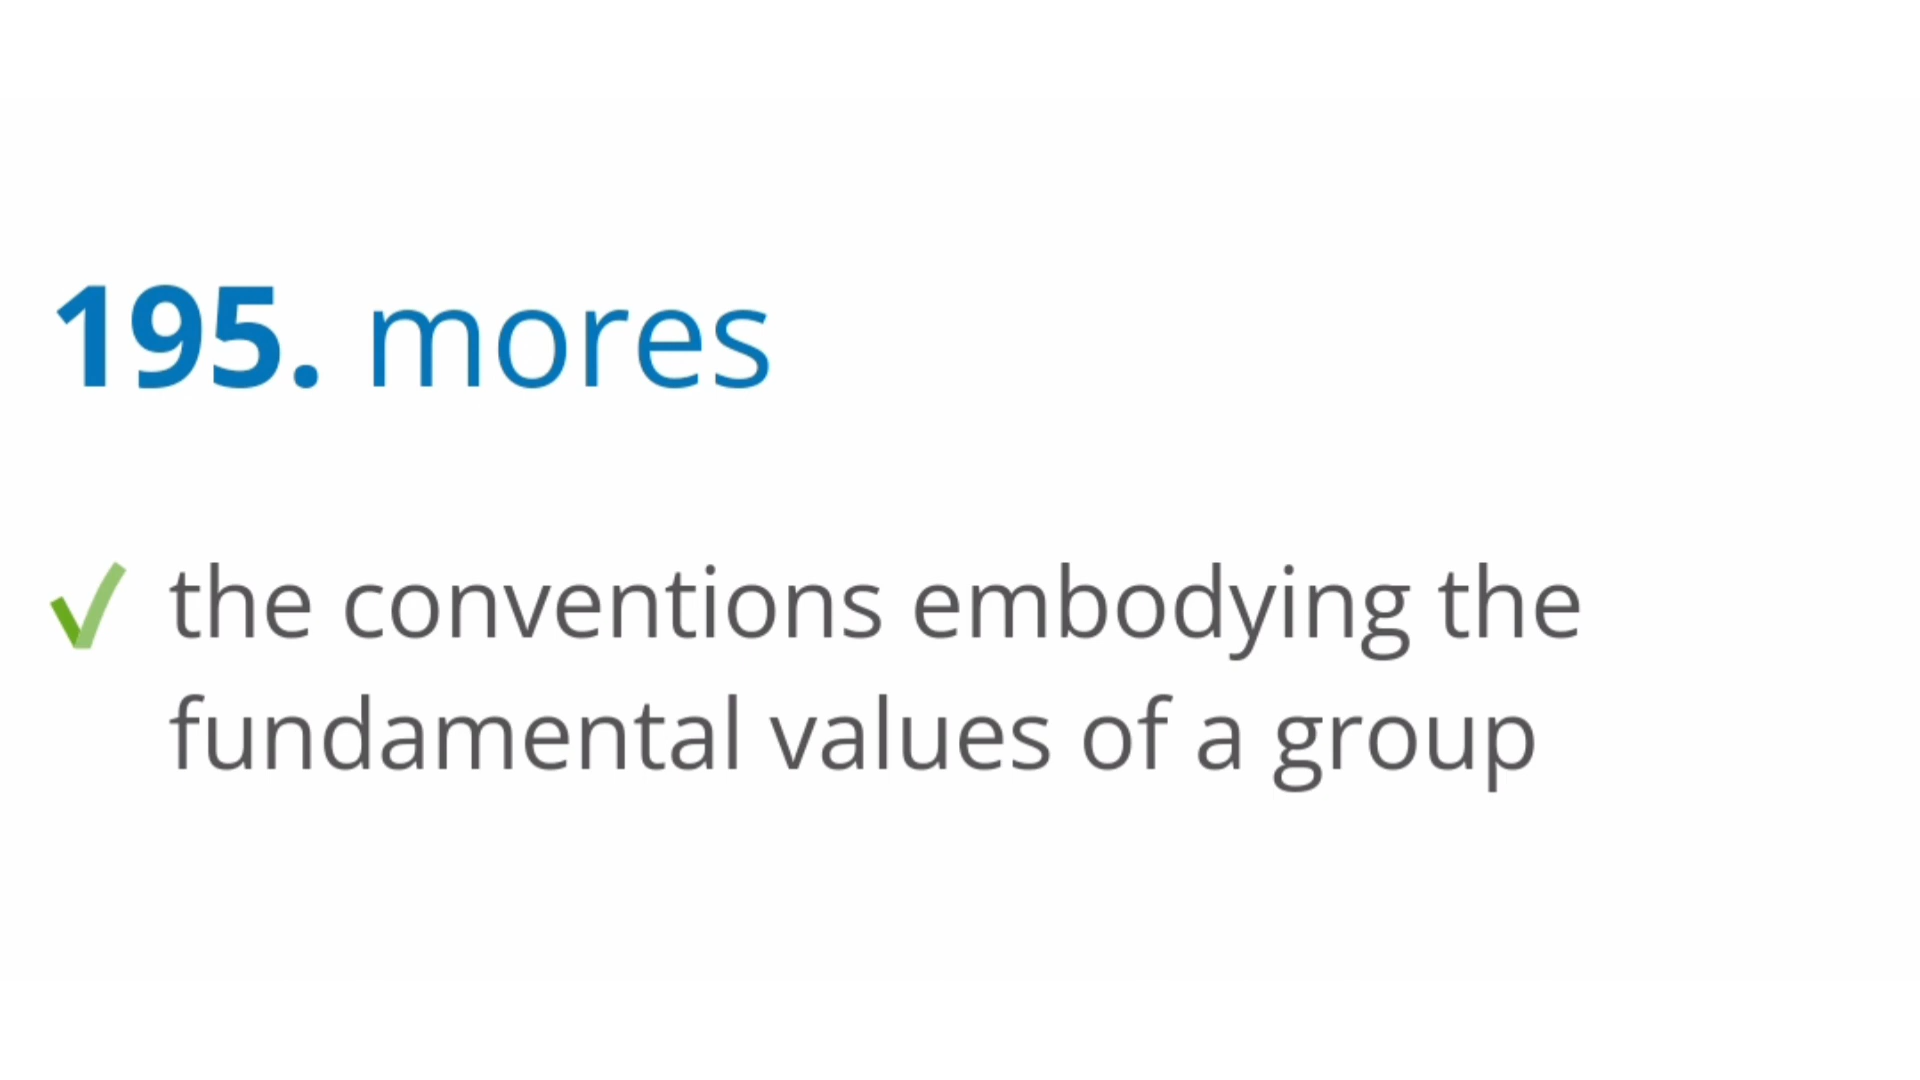 195. mores
the conventions embodying the
fundamental values of a group